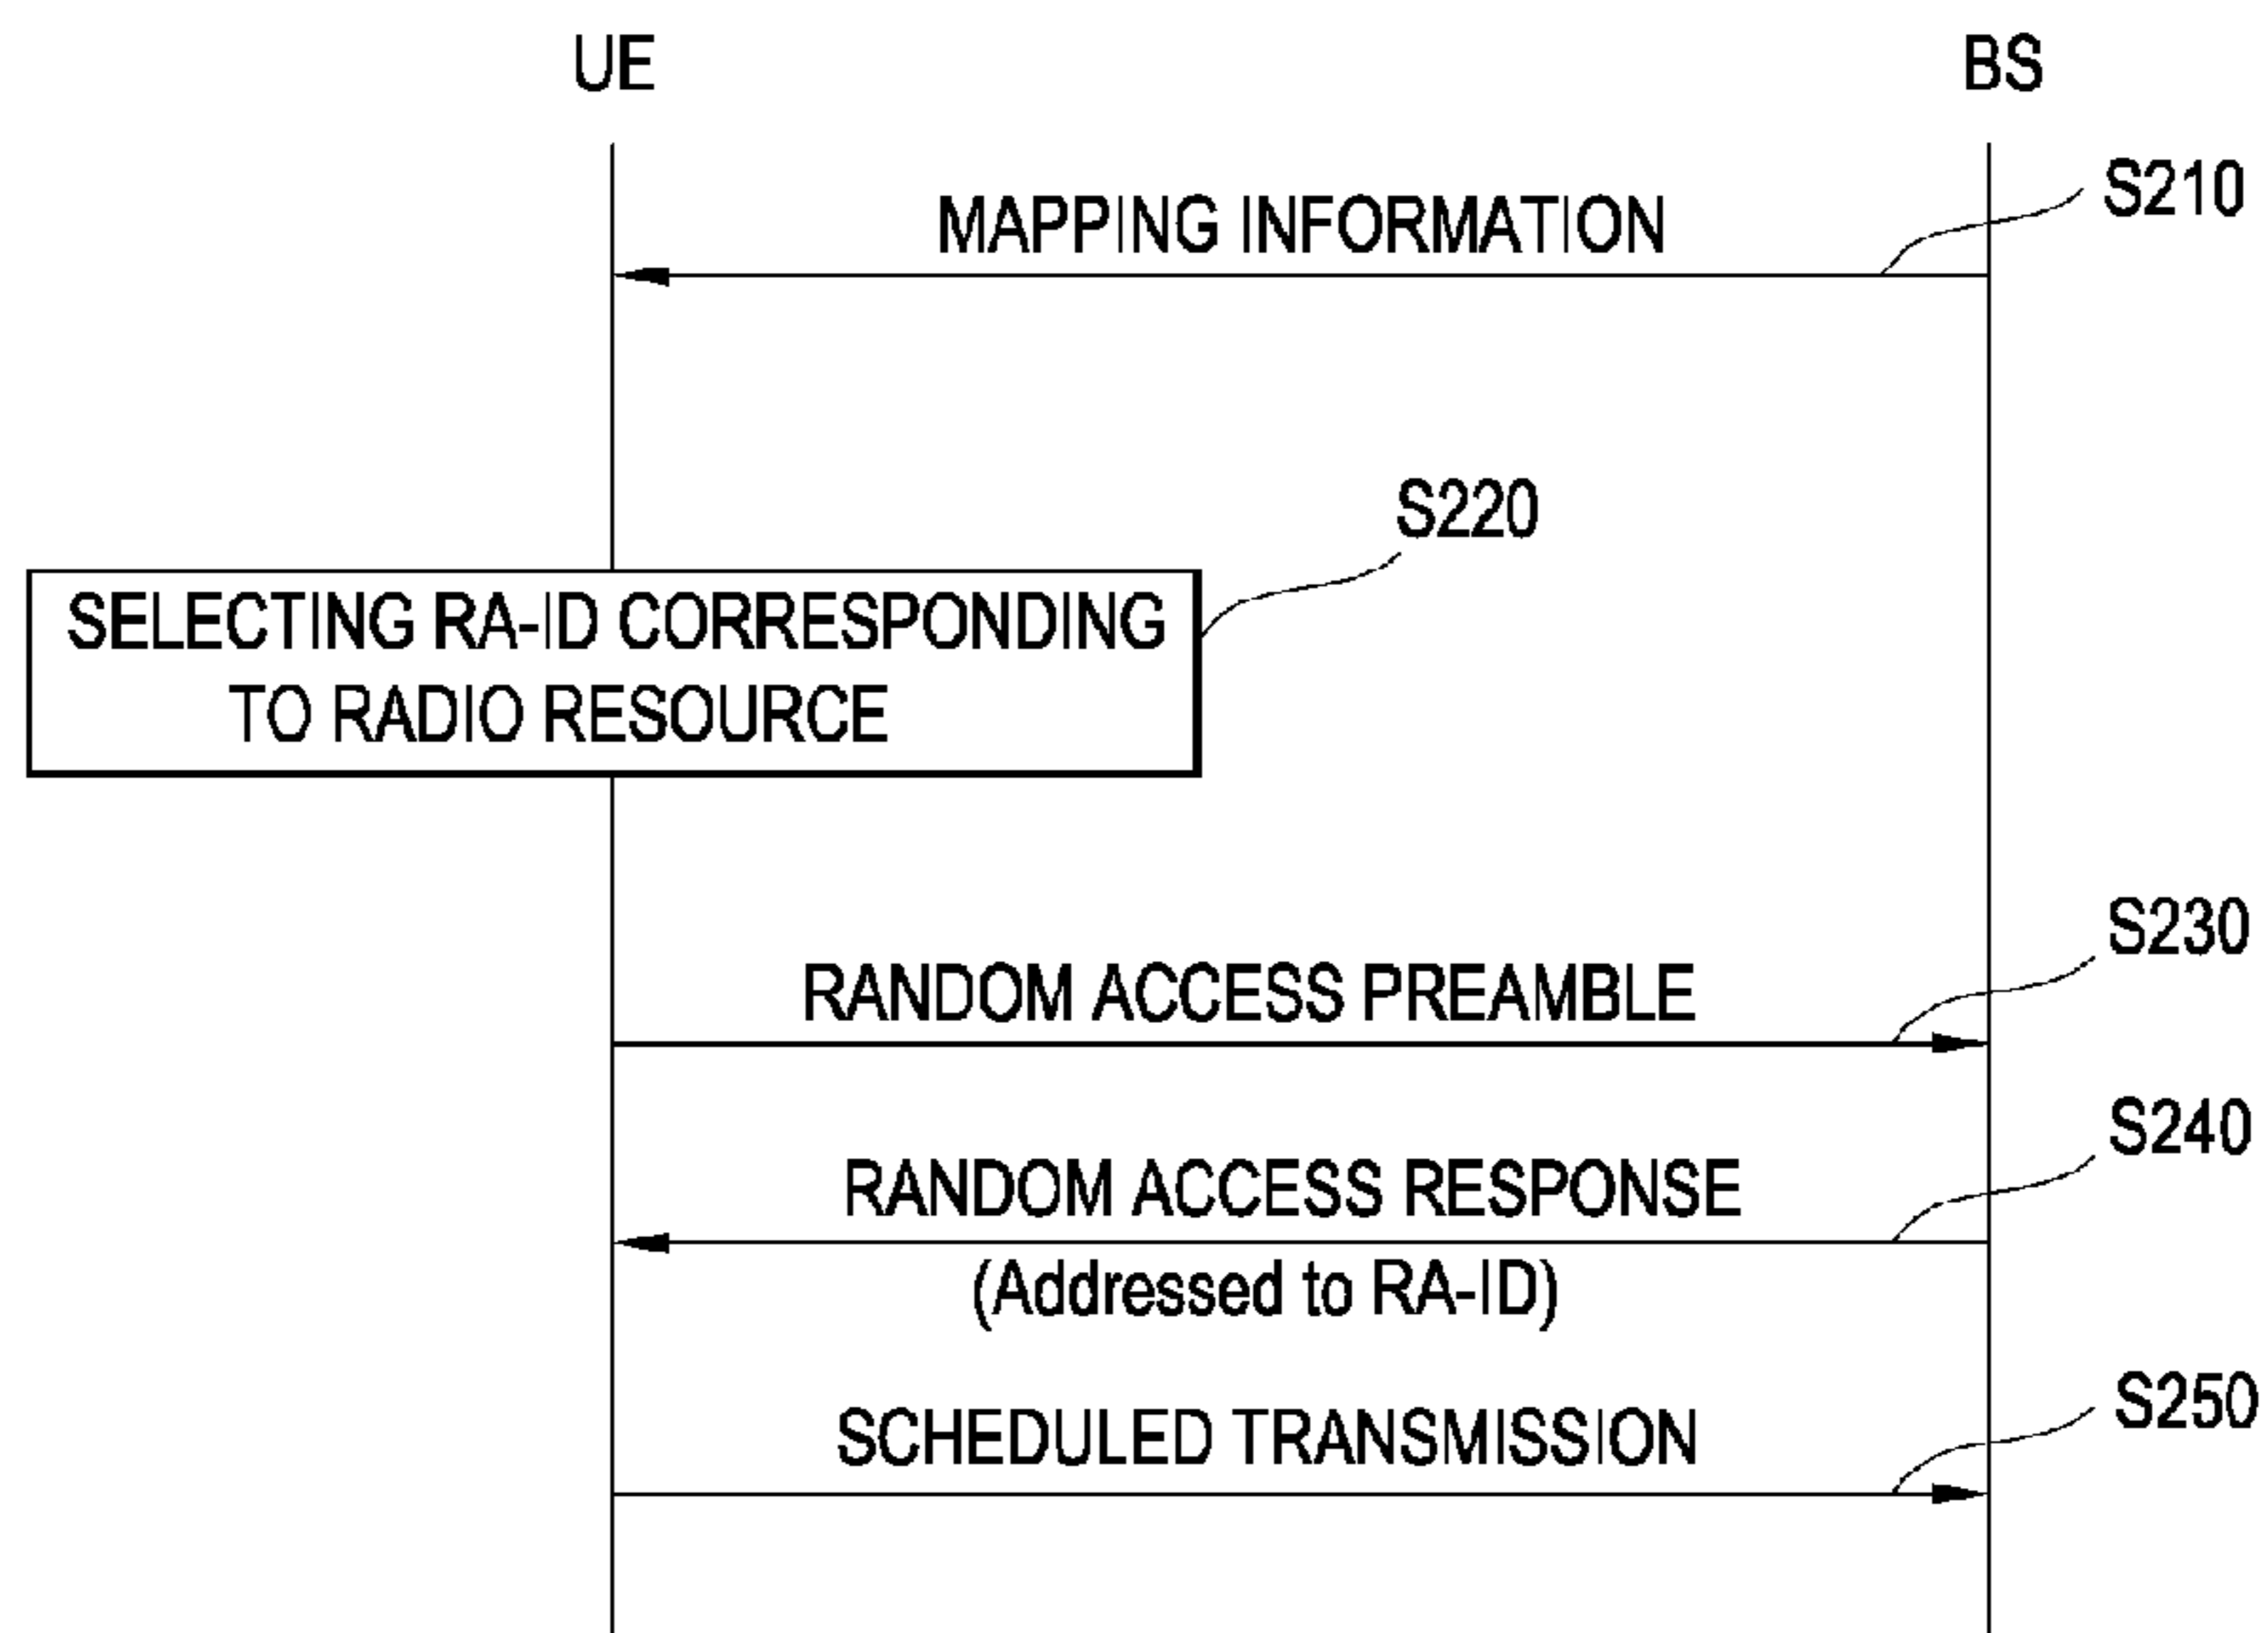 UE
BS
S210
MAPPING INFORMATION
S220
SELECTING RA-ID CORRESPONDING
TO RADIO RESOURCE
S230
RANDOM ACCESS PREAMBLE
S240
RANDOM ACCESS RESPONSE
(Addressed to RA-ID)
S250
SCHEDULED TRANSMISSION